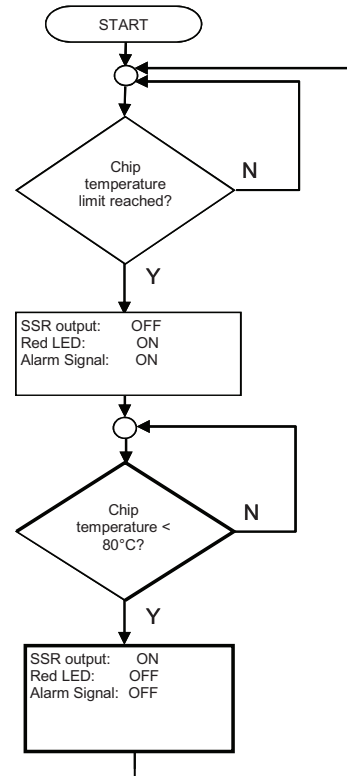 START
Chip
temperature
limit reached?
N
Y
SSR output: OFF
Red LED: ON
Alarm Signal: ON
Chip
temperature <
80°C?
N
Y
SSR output: ON
Red LED: OFF
Alarm Signal: OFF